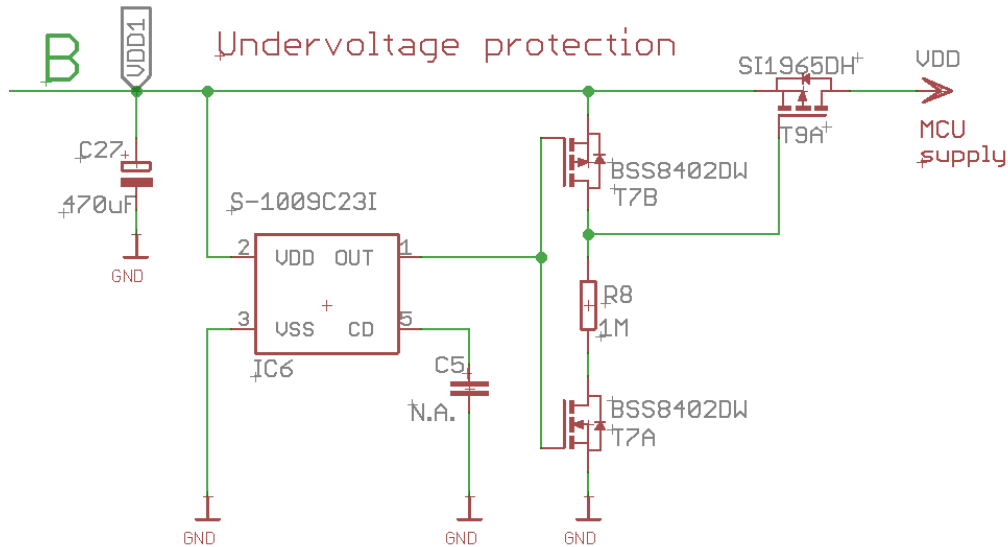 B
VDD1
Undervoltage protection
SI1965DH
VDD
T9A
MCU
supply
C27
470uF
GND
S-1009C23I
2
VDD
OUT
1
3
VSS
CD
5
IC6
BSS8402DW
T7B
R8
1M
C5
N.A.
BSS8402DW
T7A
GND
GND
GND